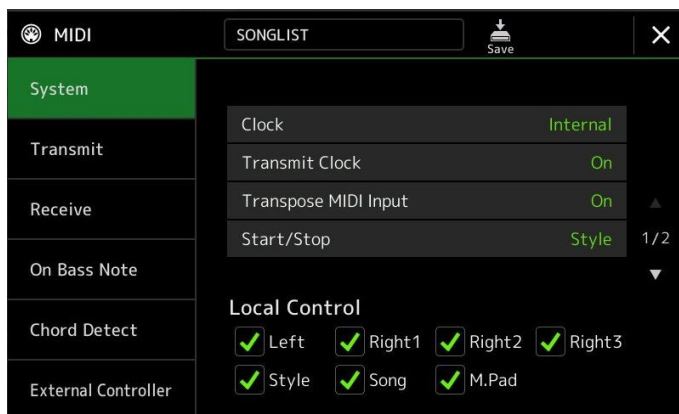 MIDI SONGLIST Save
System
Clock Internal
Transmit Transmit Clock On
Receive Transpose MIDI Input On
Start/Stop Style 1/2
On Bass Note
Local Control
Chord Detect Left Right1 Right2 Right3
External Controller Style Song M.Pad